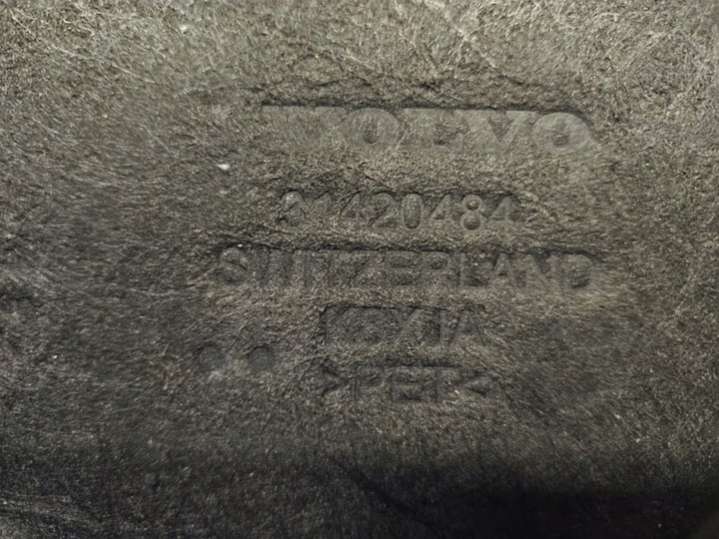 VOLVO
31420484
SWITZERLAND
>PET<